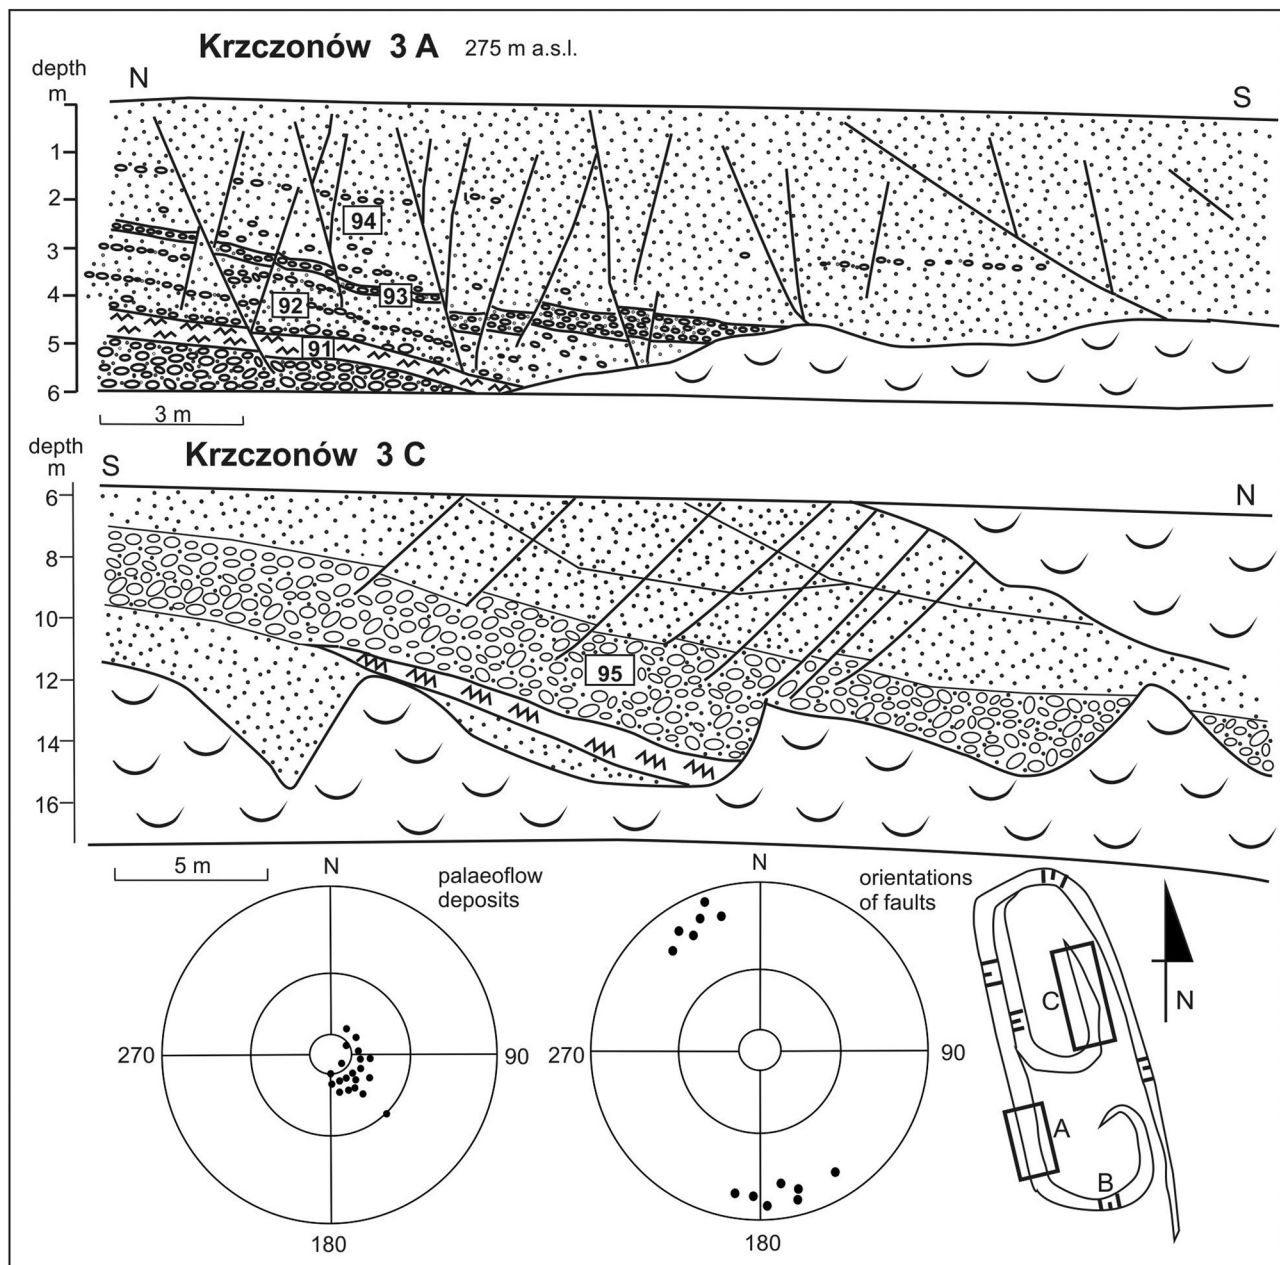 Krzczonów 3 A 275 m a.s.l.
depth
m
N
S
1
2
3
4
5
6
94
93
92
91
3 m
depth
m
S
Krzczonów 3 C
N
6
8
10
12
14
16
95
5 m
N
palaeoflow
deposits
270
90
180
N
orientations
of faults
270
90
180
C
N
A
B